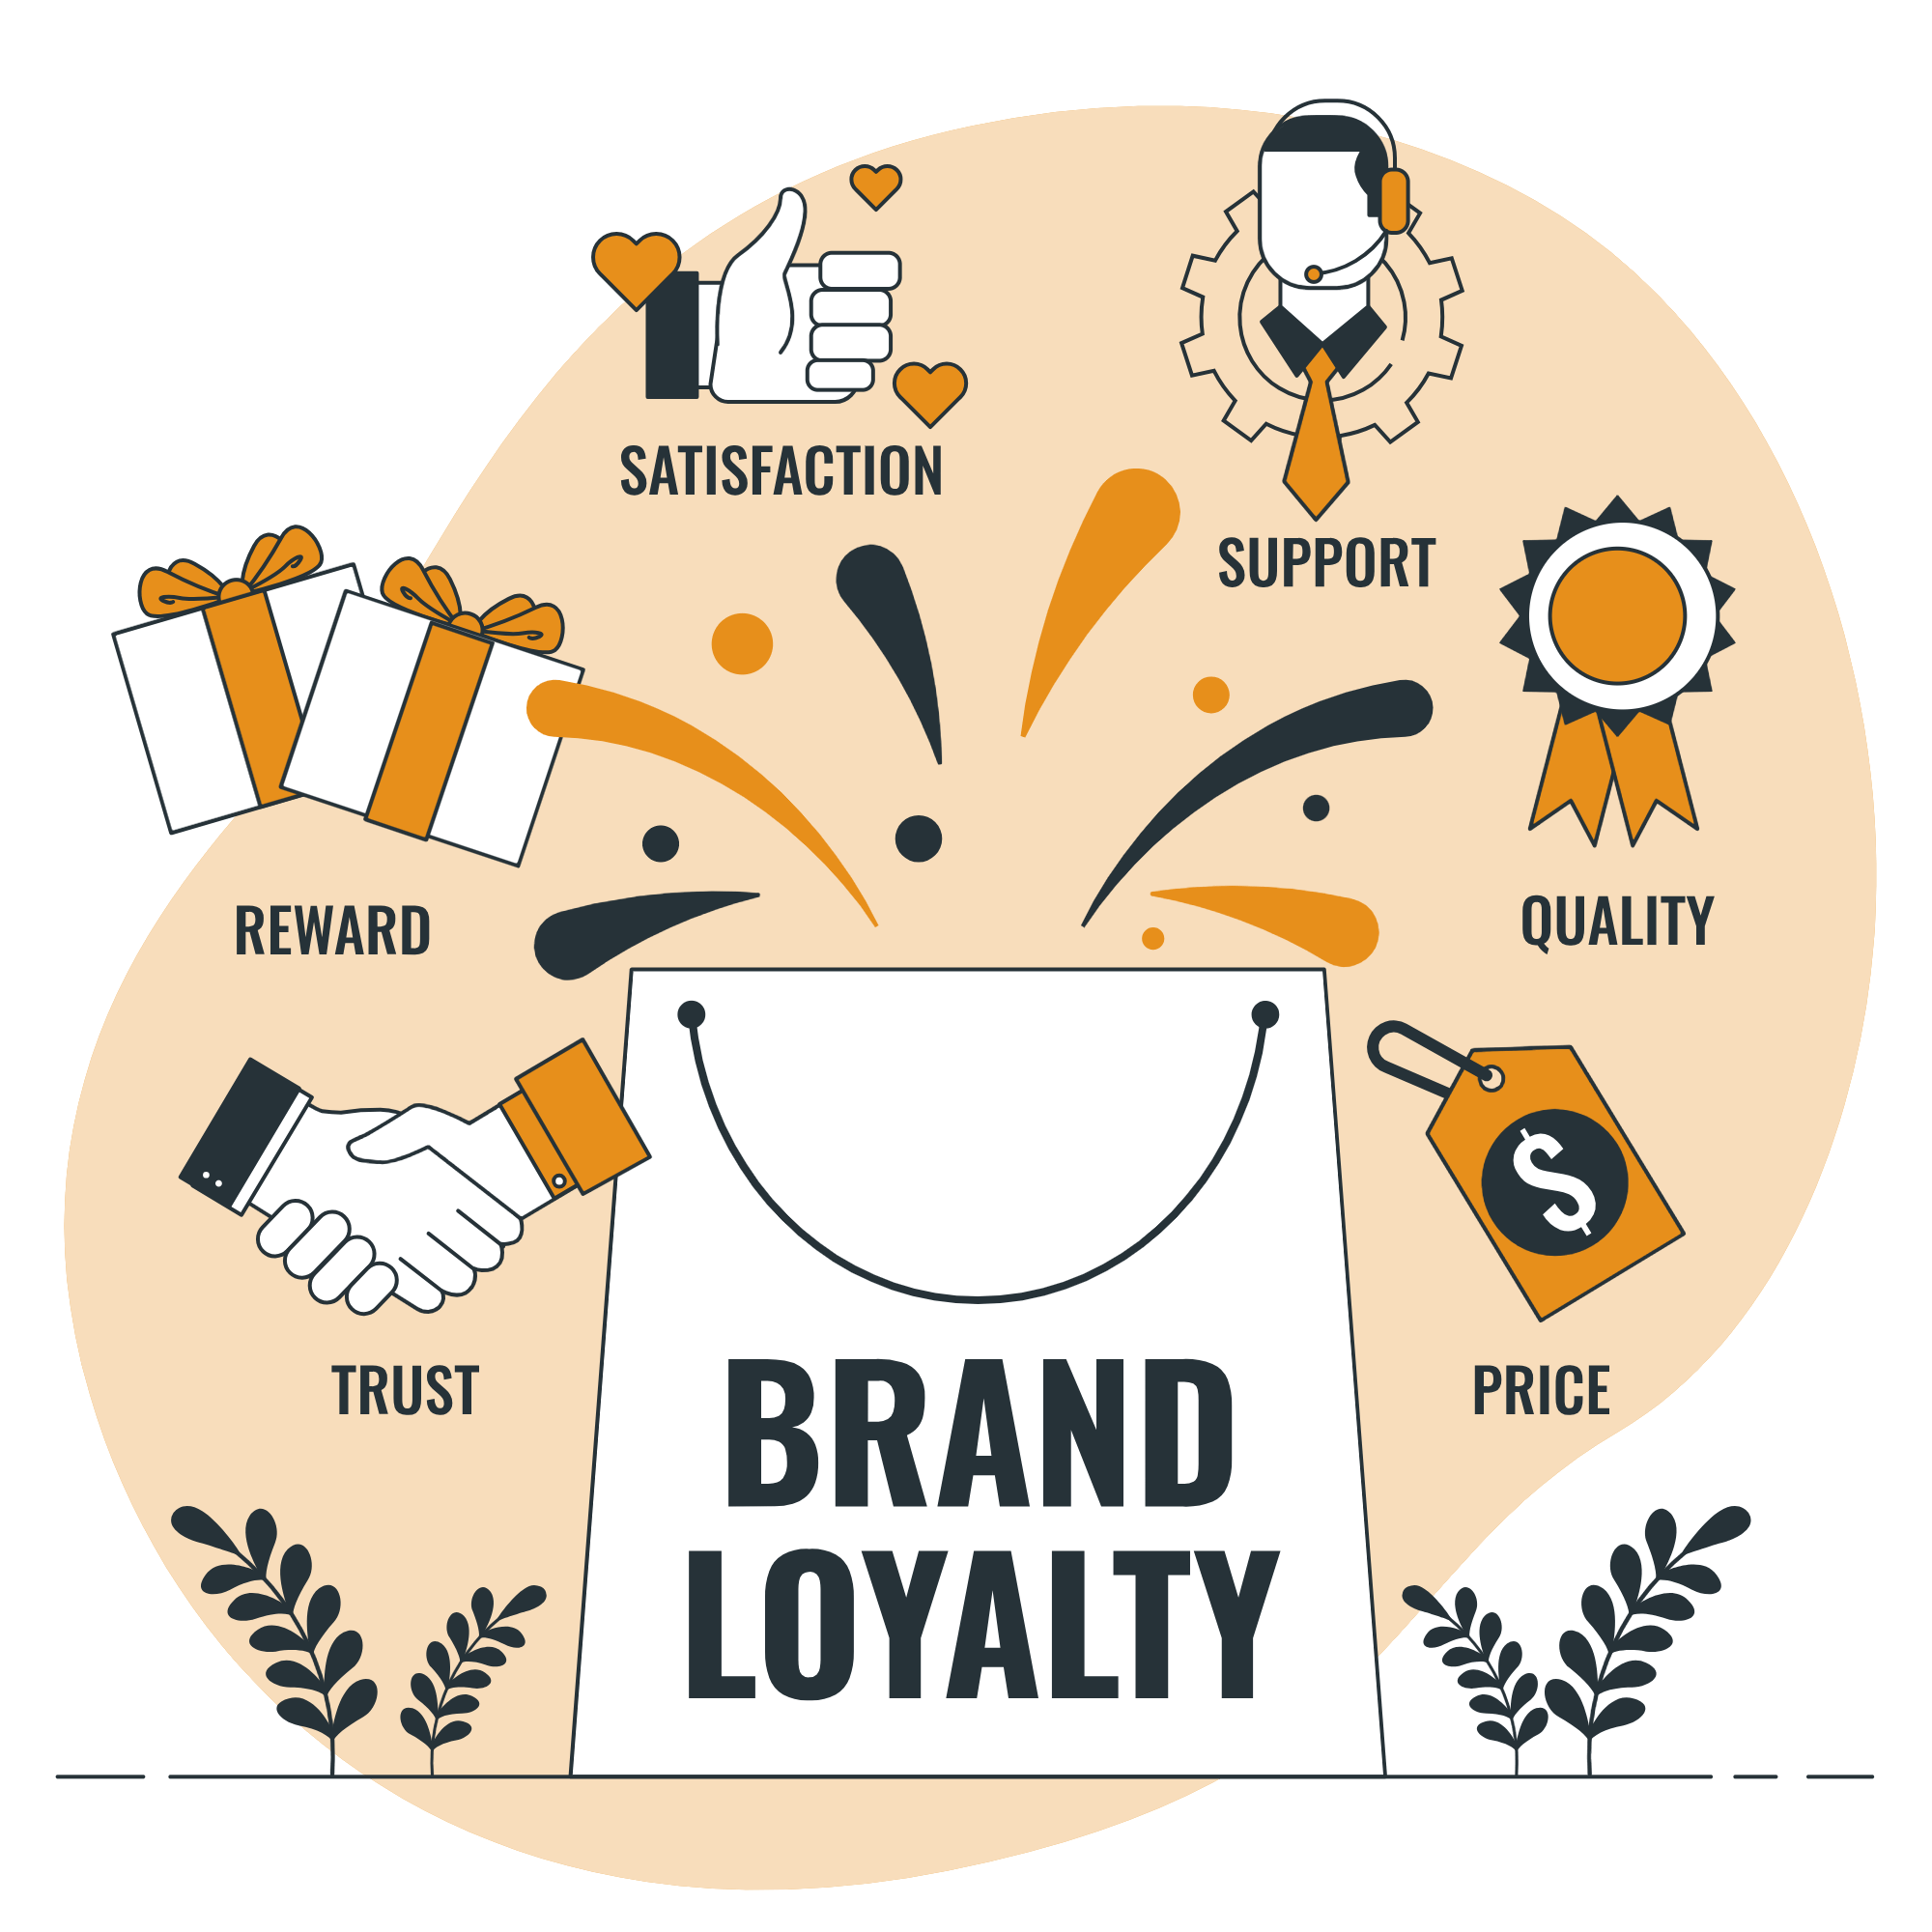 SATISFACTION
SUPPORT
REWARD
QUALITY
TRUST
$
PRICE
BRAND
LOYALTY